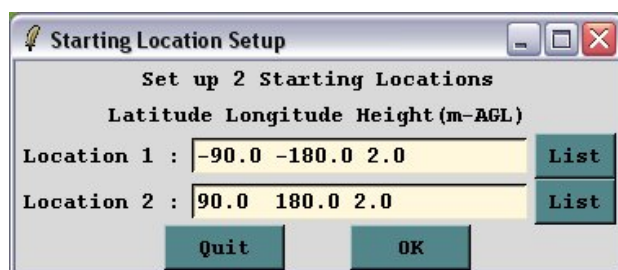 Starting Location Setup
Set up 2 Starting Locations
Latitude Longitude Height(m-AGL)
Location 1 : -90.0 -180.0 2.0 List
Location 2 : 90.0  180.0 2.0 List
Quit OK